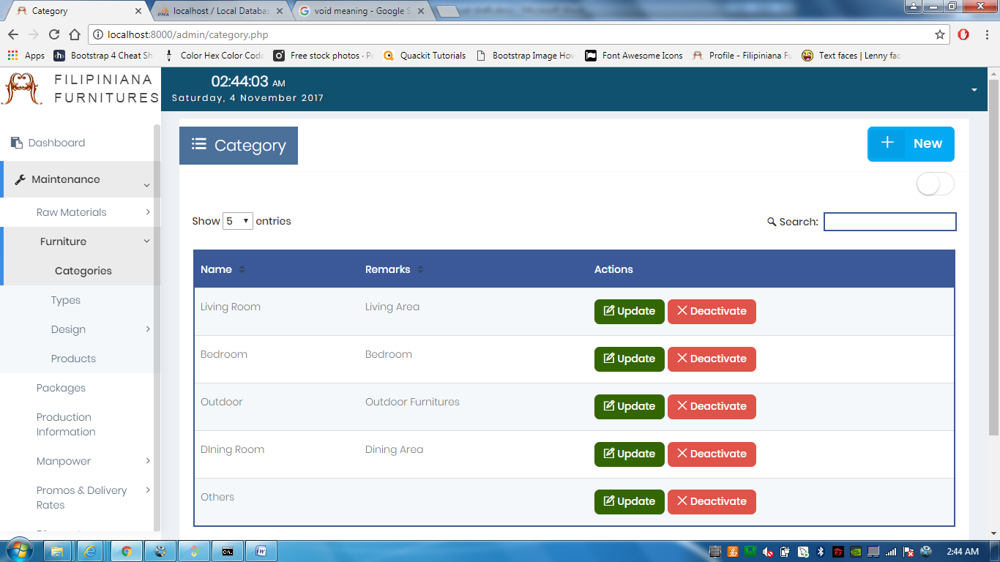 Category
localhost / Local Databas
void meaning - Google S
localhost:8000/admin/category.php
Apps
Bootstrap 4 Cheat Sh
Color Hex Color Code
Free stock photos · Pe
Quackit Tutorials
Bootstrap Image Hov
Font Awesome Icons
Profile - Filipiniana Fu
Text faces | Lenny fac
FILIPINIANA
FURNITURES
02:44:03 AM
Saturday, 4 November 2017
Dashboard
Maintenance
Raw Materials
Furniture
Categories
Types
Design
Products
Packages
Production
Information
Manpower
Promos & Delivery
Rates
Category
New
Show 5 entries
Search:
Name Remarks Actions
Living Room Living Area Update Deactivate
Bedroom Bedroom Update Deactivate
Outdoor Outdoor Furnitures Update Deactivate
DIning Room Dining Area Update Deactivate
Others Update Deactivate
2:44 AM